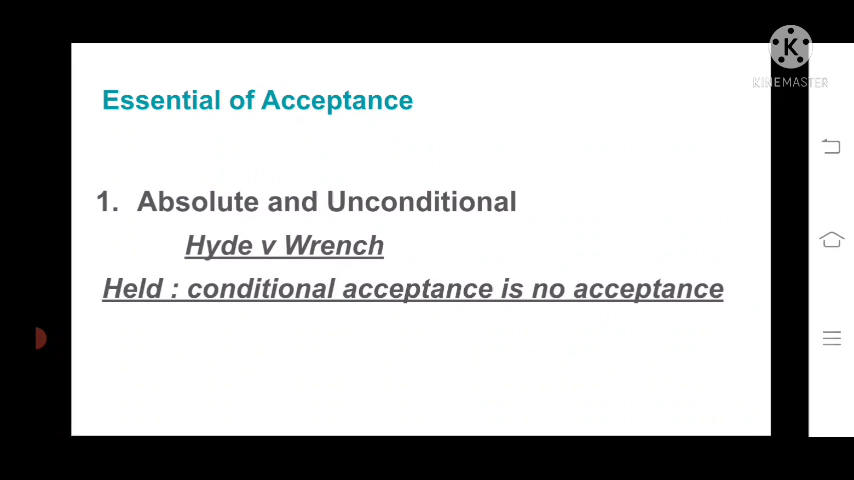 K
KINEMASTER
Essential of Acceptance
1. Absolute and Unconditional
Hyde v Wrench
Held : conditional acceptance is no acceptance